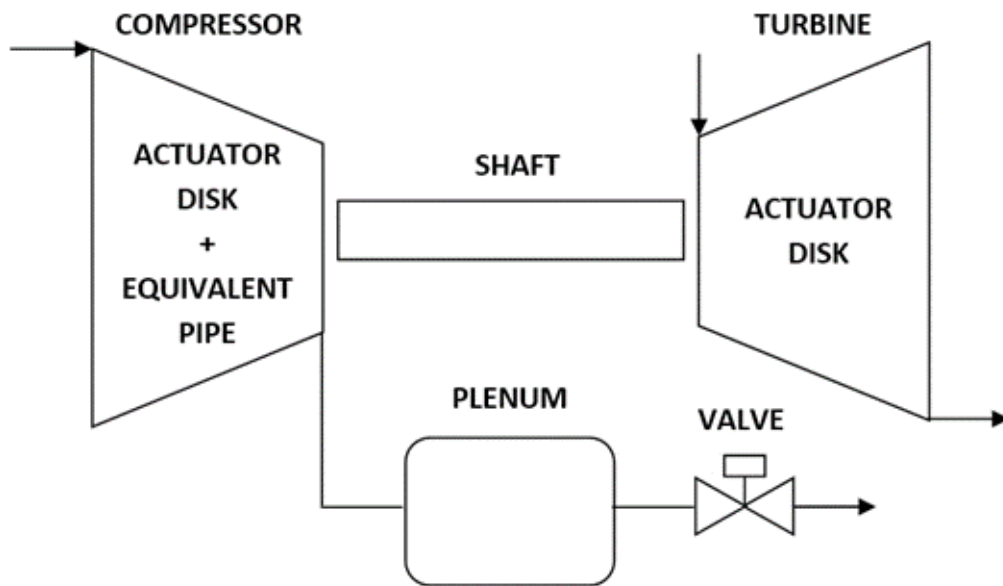 COMPRESSOR
TURBINE
ACTUATOR
DISK
+
EQUIVALENT
PIPE
SHAFT
ACTUATOR
DISK
PLENUM
VALVE